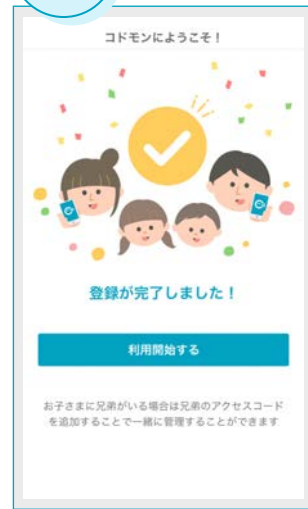 コドモンにようこそ！
登録が完了しました！
利用開始する
お子さまに兄弟がいる場合は兄弟のアクセスコード
を追加することで一緒に管理することができます